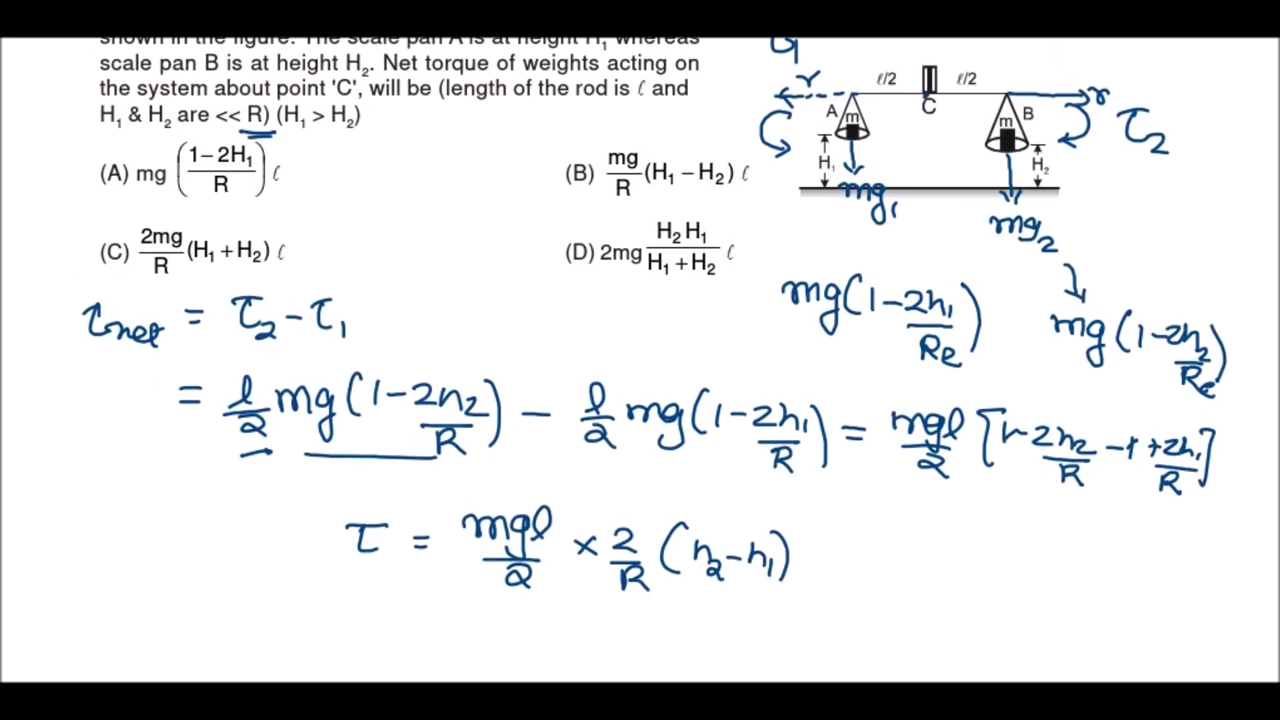 shown in the figure. The scale pan A is at height H₁ whereas
scale pan B is at height H₂. Net torque of weights acting on
the system about point 'C', will be (length of the rod is ℓ and
H₁ & H₂ are << R) (H₁ > H₂)
(A) mg ((1−2H₁)/R) ℓ
(B) mg/R (H₁ − H₂) ℓ
(C) 2mg/R (H₁ + H₂) ℓ
(D) 2mg H₂H₁/(H₁ + H₂) ℓ
r ℓ/2 ℓ/2 r
A m C m B τ₂
H₁ H₂
mg₁ mg₂
mg(1−2h₁/Re) mg(1−2h₂/Re)
τnet = τ₂ − τ₁
= ℓ/2 mg(1−2h₂/R) − ℓ/2 mg(1−2h₁/R) = mgℓ/2 [1−2h₂/R −1 +2h₁/R]
τ = mgℓ/2 × 2/R (h₂−h₁)